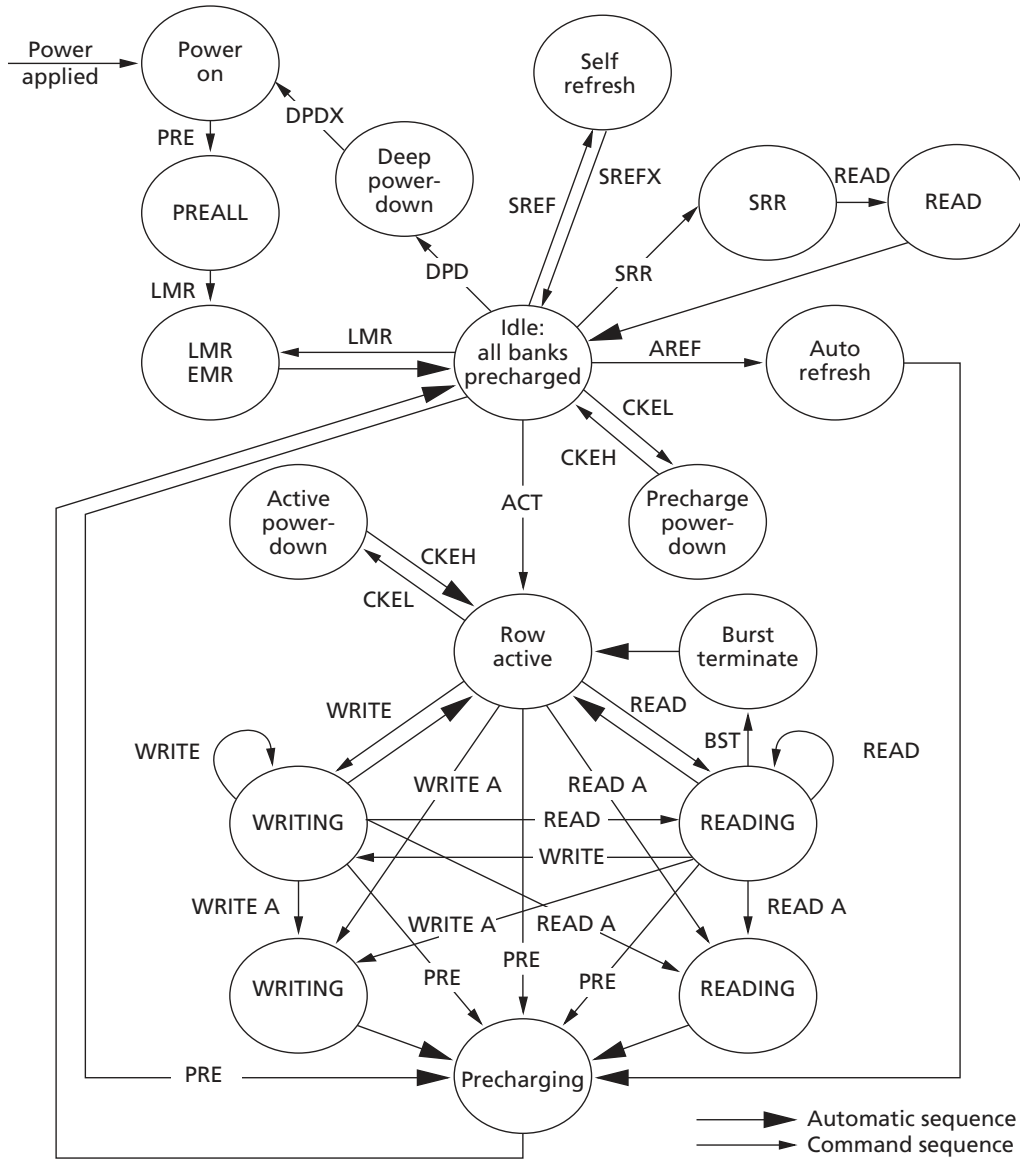 Power
applied
Power
on
Self
refresh
DPDX
PRE
Deep
power-
down
SREF
SREFX
READ
PREALL
SRR
READ
DPD
SRR
LMR
LMR
EMR
LMR
Idle:
all banks
precharged
AREF
Auto
refresh
CKEL
CKEH
Active
power-
down
ACT
Precharge
power-
down
CKEH
CKEL
Row
active
Burst
terminate
WRITE
READ
WRITE
BST
READ
WRITE A
READ A
WRITING
READ
READING
WRITE
WRITE A
WRITE A
READ A
READ A
WRITING
PRE
PRE
PRE
READING
PRE
Precharging
Automatic sequence
Command sequence